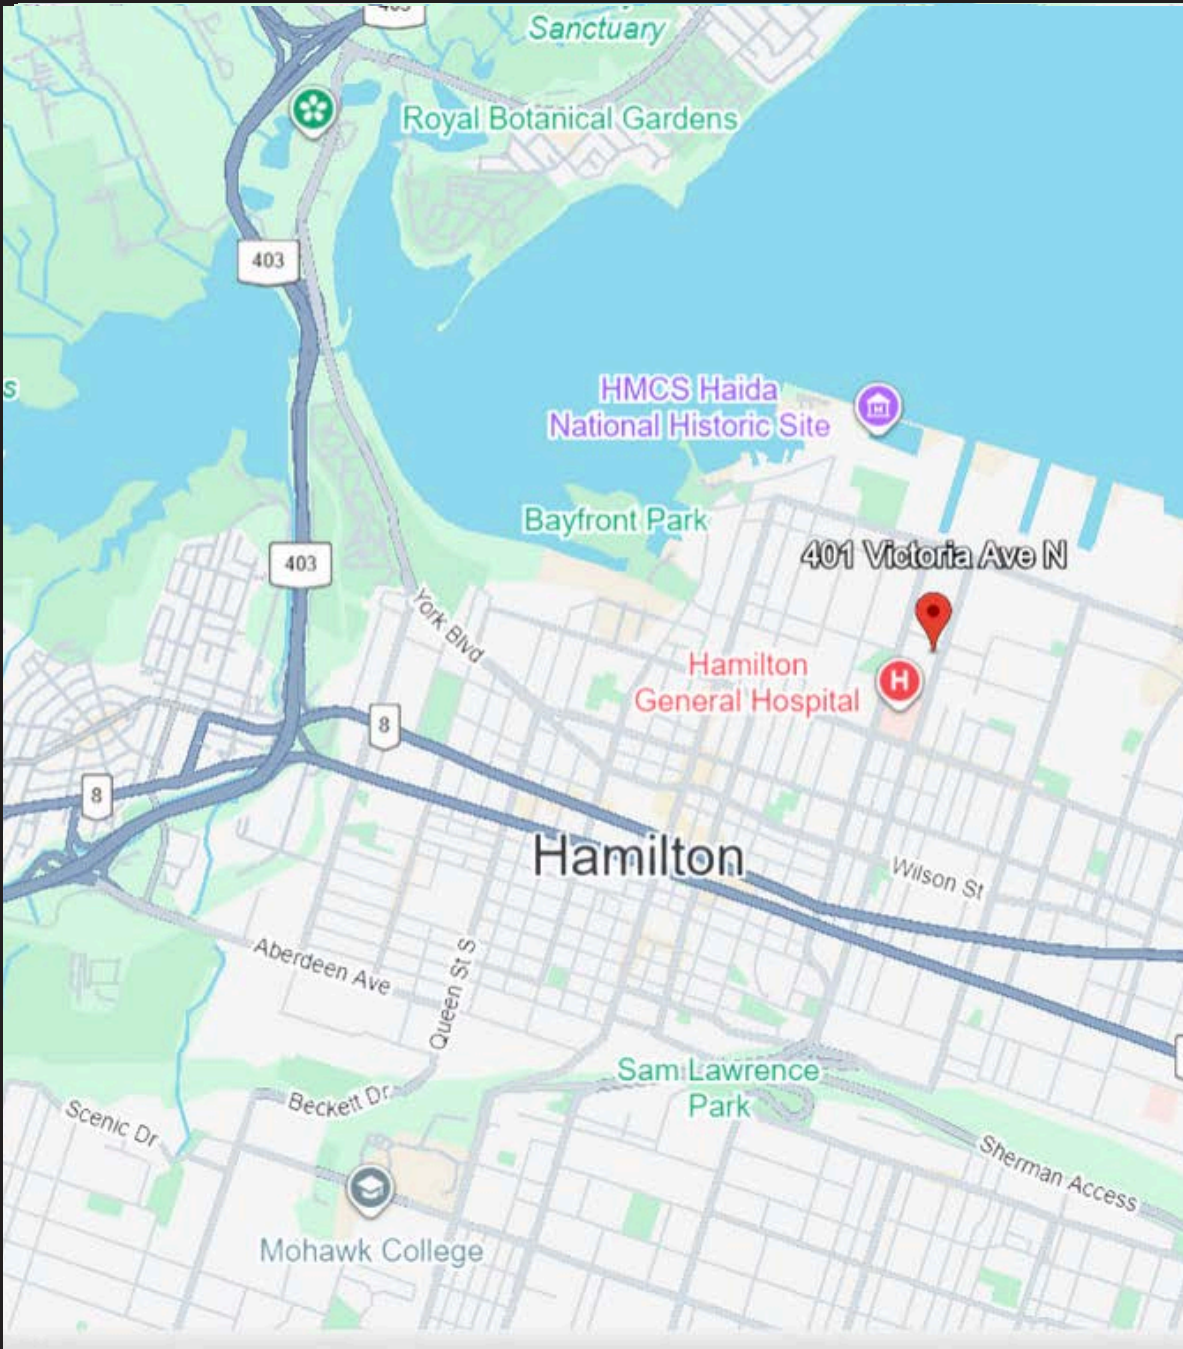 403
Sanctuary
Royal Botanical Gardens
403
s
HMCS Haida
National Historic Site
Bayfront Park
401 Victoria Ave N
403
York Blvd
Hamilton
General Hospital
H
8
8
Hamilton
Wilson St
Aberdeen Ave
Queen St S
Sam Lawrence
Park
Beckett Dr
Scenic Dr
Sherman Access
Mohawk College